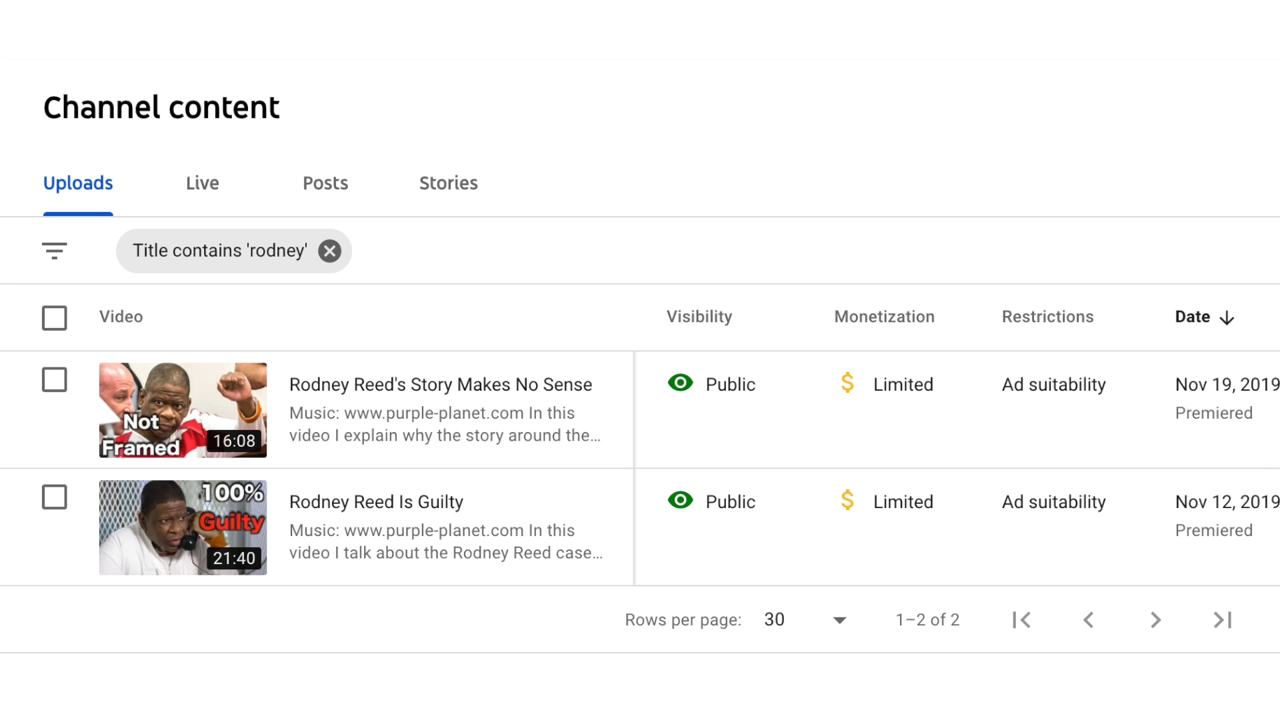 Channel content
Uploads Live Posts Stories
Title contains 'rodney'
Video Visibility Monetization Restrictions Date
Not
Framed
16:08
Rodney Reed's Story Makes No Sense
Music: www.purple-planet.com In this
video I explain why the story around the…
Public Limited Ad suitability Nov 19, 2019
Premiered
100%
Guilty
21:40
Rodney Reed Is Guilty
Music: www.purple-planet.com In this
video I talk about the Rodney Reed case…
Public Limited Ad suitability Nov 12, 2019
Premiered
Rows per page: 30 1–2 of 2